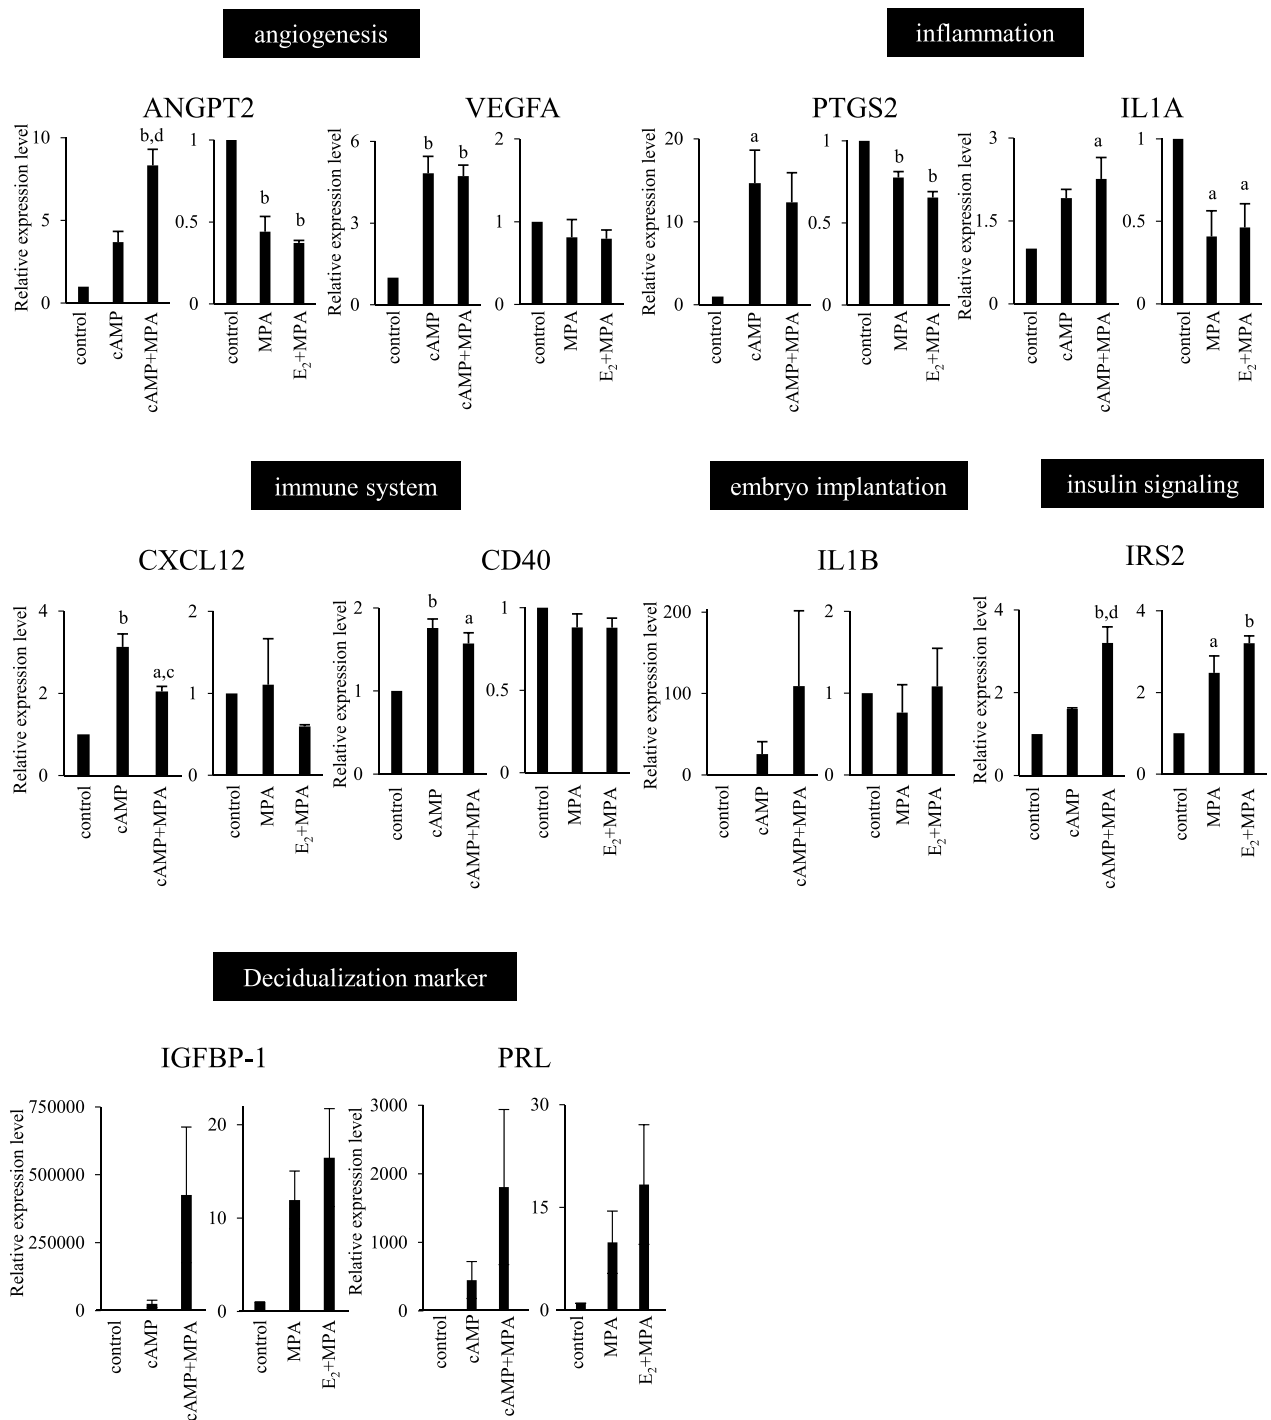 angiogenesis
inflammation
ANGPT2
VEGFA
PTGS2
IL1A
Relative expression level
10
5
0
b,d
control
cAMP
cAMP+MPA
1
0.5
0
b
b
control
MPA
E₂+MPA
Relative expression level
6
3
0
b
b
control
cAMP
cAMP+MPA
2
1
0
control
MPA
E₂+MPA
Relative expression level
20
10
0
a
control
cAMP
cAMP+MPA
1
0.5
0
b
b
control
MPA
E₂+MPA
Relative expression level
3
1.5
0
a
control
cAMP
cAMP+MPA
1
0.5
0
a
a
control
MPA
E₂+MPA
immune system
embryo implantation
insulin signaling
CXCL12
CD40
IL1B
IRS2
Relative expression level
4
2
0
b
a,c
control
cAMP
cAMP+MPA
2
1
0
control
MPA
E₂+MPA
Relative expression level
2
1
0
b
a
control
cAMP
cAMP+MPA
1
0.5
0
control
MPA
E₂+MPA
Relative expression level
200
100
0
control
cAMP
cAMP+MPA
2
1
0
control
MPA
E₂+MPA
Relative expression level
4
2
0
b,d
control
cAMP
cAMP+MPA
4
2
0
a
b
control
MPA
E₂+MPA
Decidualization marker
IGFBP-1
PRL
Relative expression level
750000
500000
250000
0
control
cAMP
cAMP+MPA
20
10
0
control
MPA
E₂+MPA
Relative expression level
3000
2000
1000
0
control
cAMP
cAMP+MPA
30
15
0
control
MPA
E₂+MPA